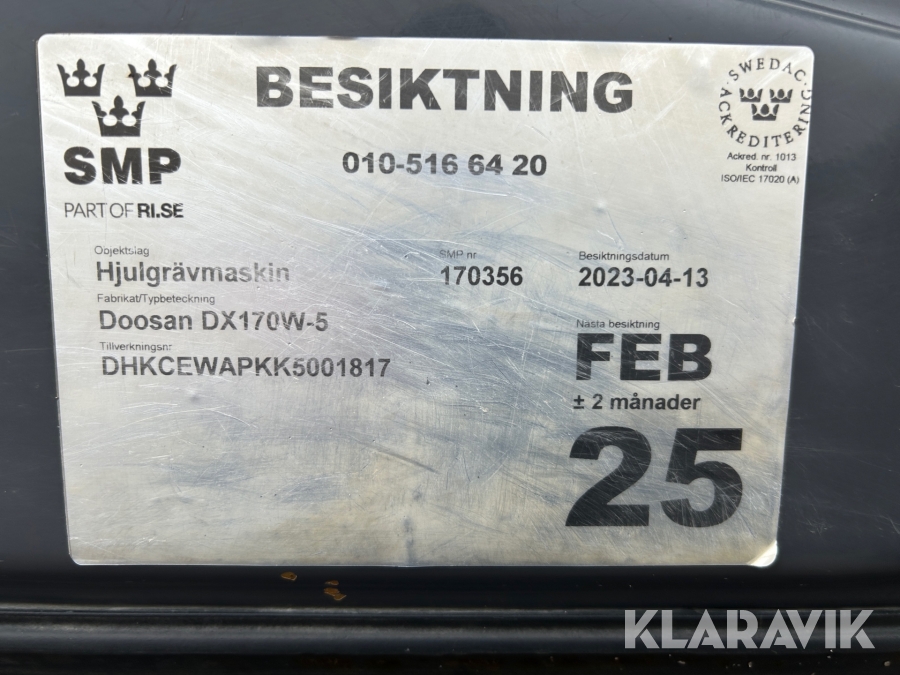 BESIKTNING
SWEDAC ACKREDITERING
SMP
PART OF RI.SE
010-516 64 20
Ackred. nr. 1013
Kontroll
ISO/IEC 17020 (A)
Objektslag
Hjulgrävmaskin
SMP nr
170356
Besiktningsdatum
2023-04-13
Fabrikat/Typbeteckning
Doosan DX170W-5
Tillverkningsnr
DHKCEWAPKK5001817
Nästa besiktning
FEB
± 2 månader
25
KLARAVIK